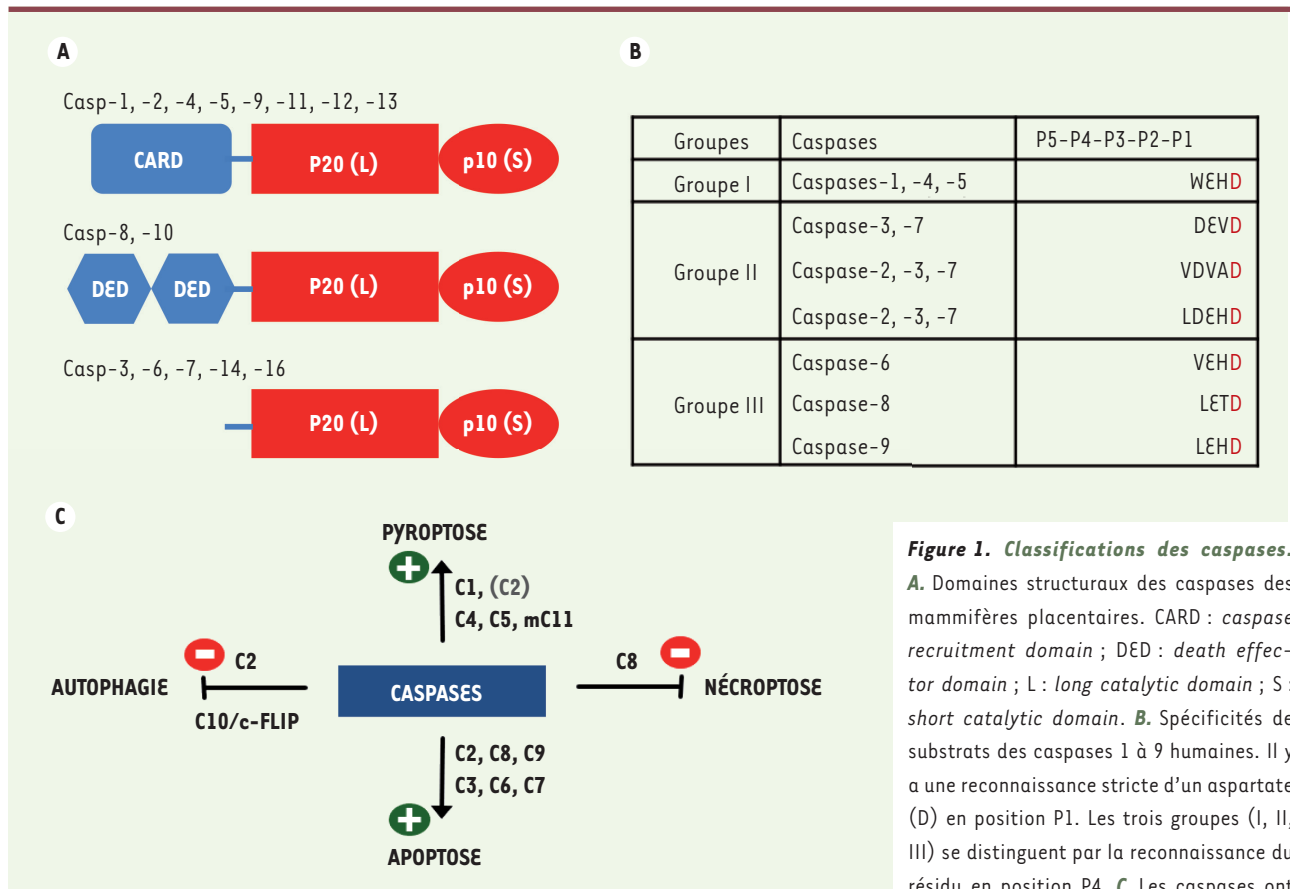 A
Casp-1, -2, -4, -5, -9, -11, -12, -13
CARD P20 (L) p10 (S)
Casp-8, -10
DED DED P20 (L) p10 (S)
Casp-3, -6, -7, -14, -16
P20 (L) p10 (S)
B
Groupes Caspases P5-P4-P3-P2-P1
Groupe I Caspases-1, -4, -5 WEHD
Groupe II Caspase-3, -7 DEVD
Caspase-2, -3, -7 VDVAD
Caspase-2, -3, -7 LDEHD
Groupe III Caspase-6 VEHD
Caspase-8 LETD
Caspase-9 LEHD
C
PYROPTOSE
+
C1, (C2)
C4, C5, mC11
AUTOPHAGIE
−
C2
C10/c-FLIP
CASPASES
C8
−
NÉCROPTOSE
C2, C8, C9
C3, C6, C7
+
APOPTOSE
Figure 1. Classifications des caspases.
A. Domaines structuraux des caspases des
mammifères placentaires. CARD : caspase
recruitment domain ; DED : death effec-
tor domain ; L : long catalytic domain ; S :
short catalytic domain. B. Spécificités de
substrats des caspases 1 à 9 humaines. Il y
a une reconnaissance stricte d'un aspartate
(D) en position P1. Les trois groupes (I, II,
III) se distinguent par la reconnaissance du
résidu en position P4. C. Les caspases ont